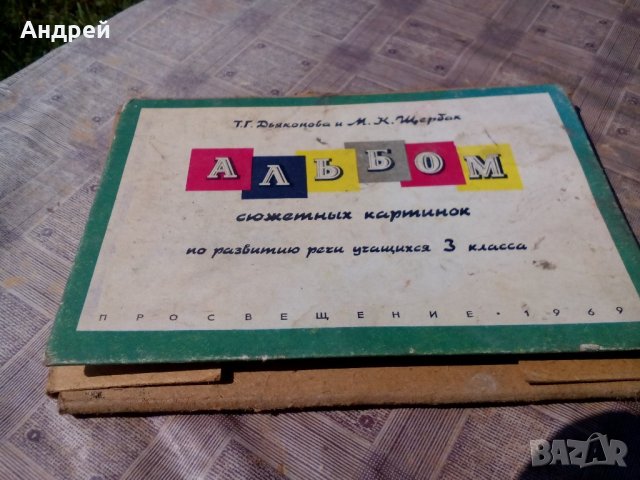 Андрей
Т.Г. Дьяконова и М. К. Щербак
АЛЬБОМ
сюжетных картинок
по развитию речи учащихся 3 класса
ПРОСВЕЩЕНИЕ • 1969
BAZAR